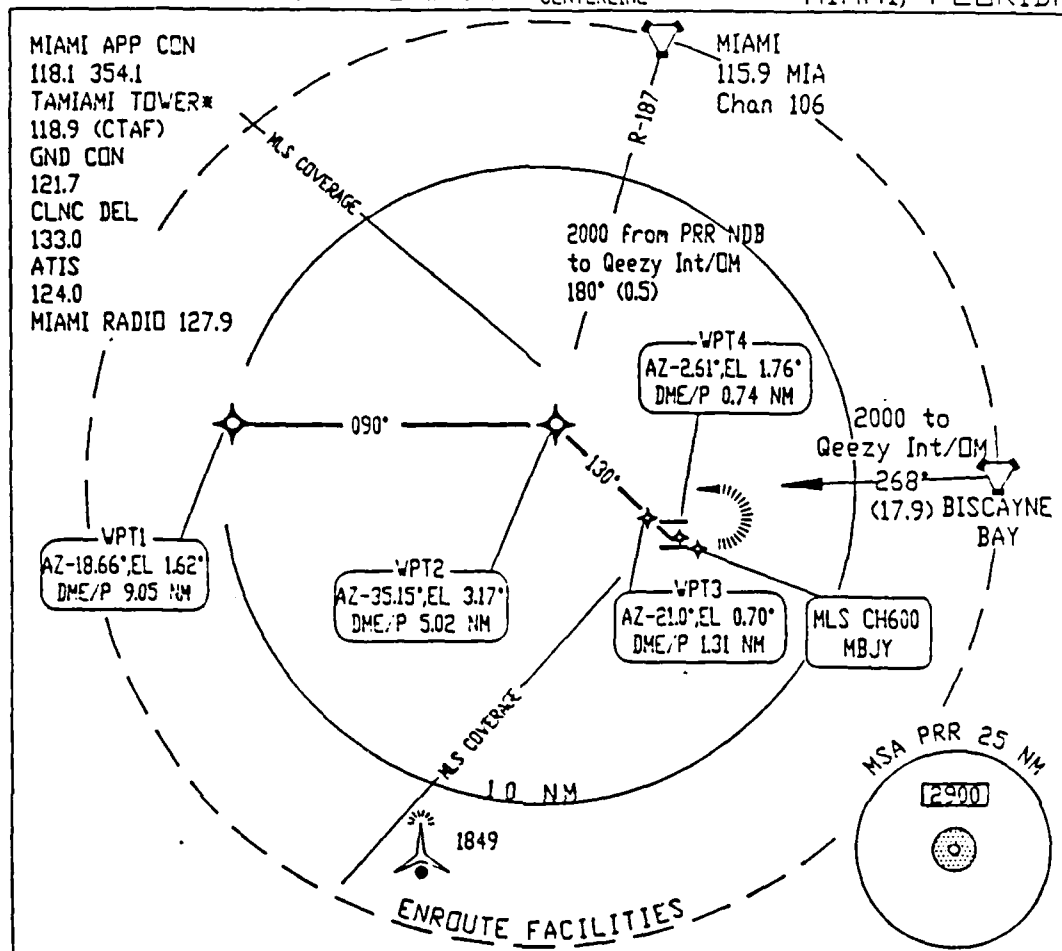 CENTERLINE
MIAMI, FLORIDA
MIAMI APP CON
118.1 354.1
TAMIAMI TOWER*
118.9 (CTAF)
GND CON
121.7
CLNC DEL
133.0
ATIS
124.0
MIAMI RADIO 127.9
MIAMI
115.9 MIA
Chan 106
R-187
MLS COVERAGE
2000 from PRR NDB
to Qeezy Int/OM
180° (0.5)
WPT4
AZ-2.61°,EL 1.76°
DME/P 0.74 NM
090°
130°
2000 to
Qeezy Int/OM
268°
(17.9)
BISCAYNE
BAY
WPT1
AZ-18.66°,EL 1.62°
DME/P 9.05 NM
WPT2
AZ-35.15°,EL 3.17°
DME/P 5.02 NM
WPT3
AZ-21.0°,EL 0.70°
DME/P 1.31 NM
MLS CH600
MBJY
MLS COVERAGE
10 NM
1849
ENROUTE FACILITIES
MSA PRR 25 NM
2900